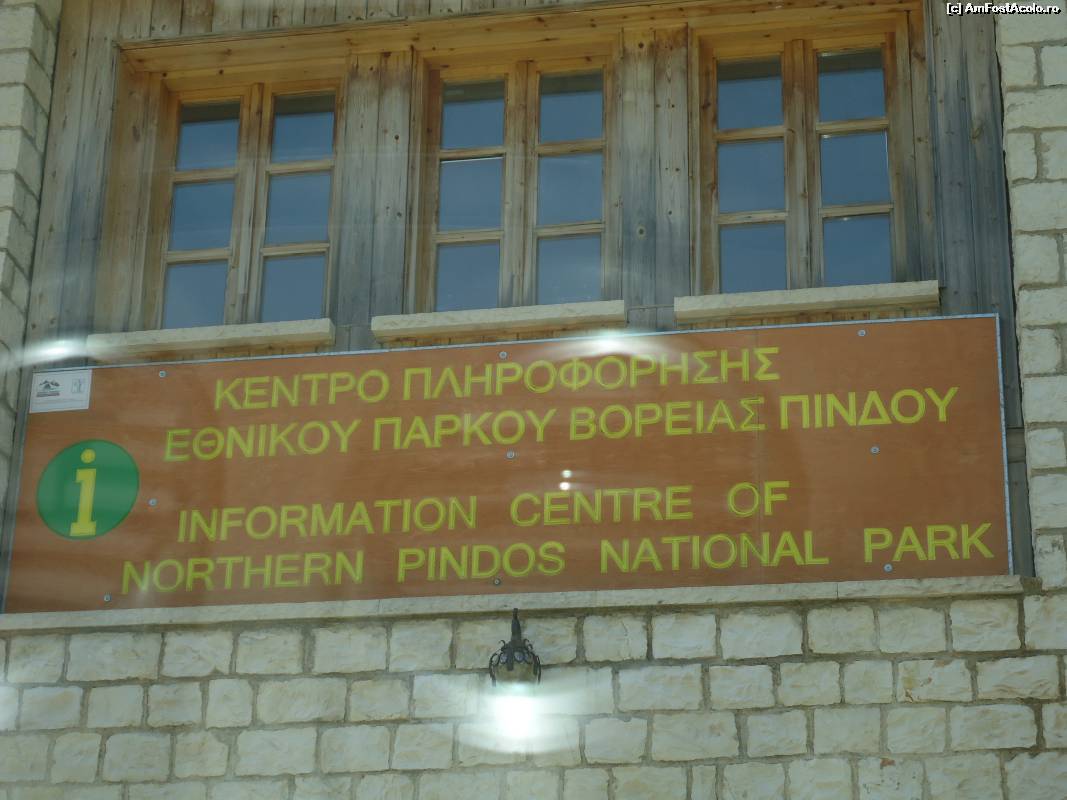 [c] AmFostAcolo.ro
ΚΕΝΤΡΟ ΠΛΗΡΟΦΟΡΗΣΗΣ
ΕΘΝΙΚΟΥ ΠΑΡΚΟΥ ΒΟΡΕΙΑΣ ΠΙΝΔΟΥ
i
INFORMATION CENTRE OF
NORTHERN PINDOS NATIONAL PARK